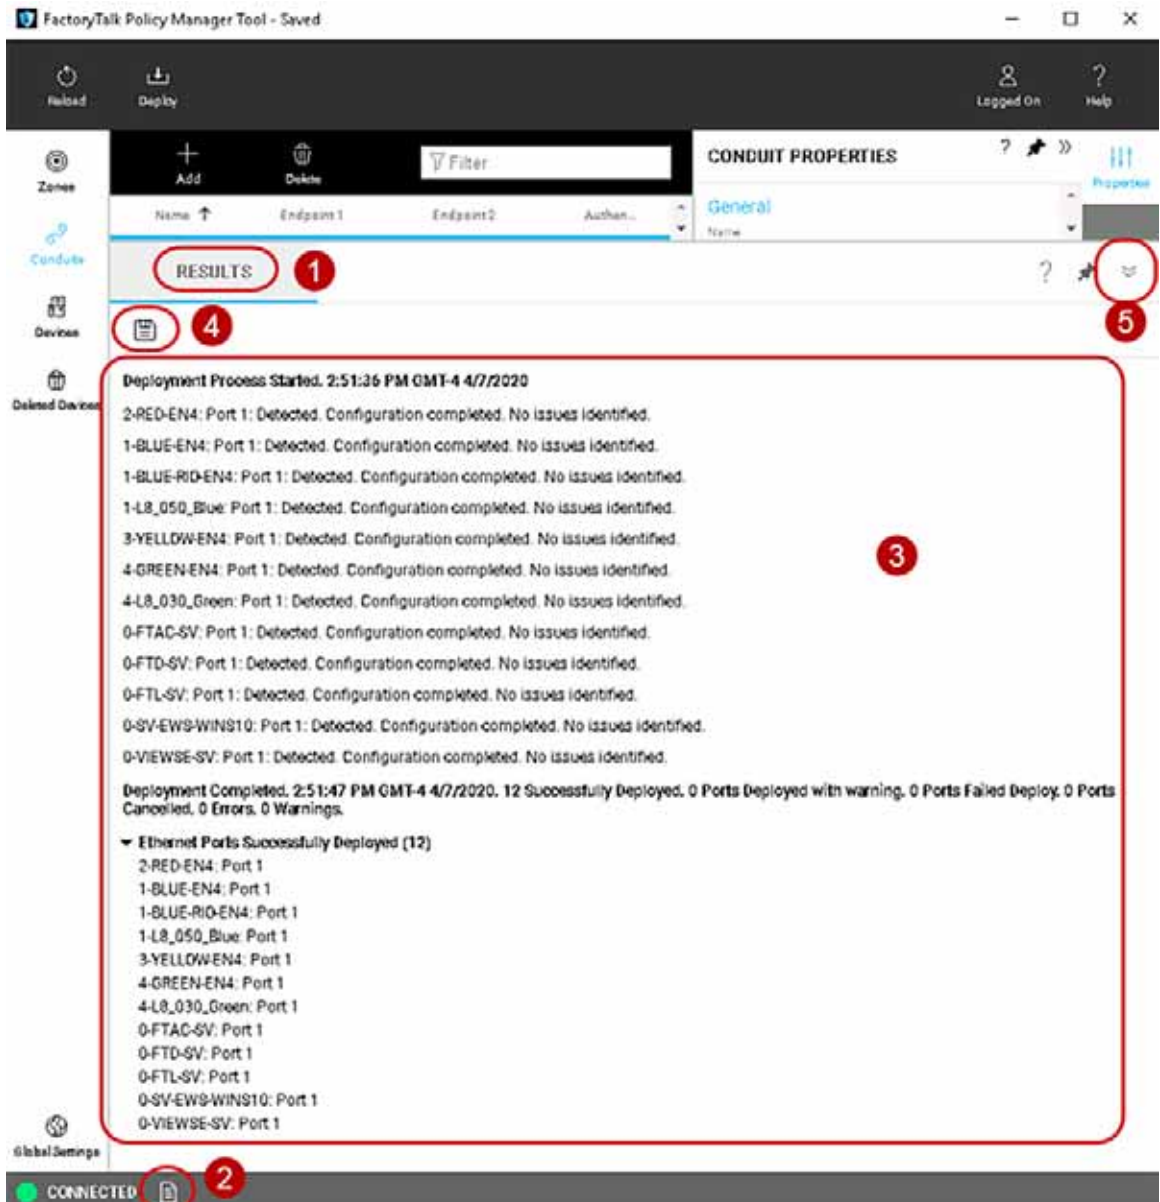 FactoryTalk Policy Manager Tool - Saved
Reload
Deploy
Logged On
?
Help
Zones
Add
Delete
Filter
CONDUIT PROPERTIES
?
Properties
Name ↑
Endpoint 1
Endpoint 2
Authen...
General
Name
Conduits
RESULTS
1
?
5
Devices
4
Deleted Devices
Deployment Process Started. 2:51:36 PM GMT-4 4/7/2020
2-RED-EN4: Port 1: Detected. Configuration completed. No issues identified.
1-BLUE-EN4: Port 1: Detected. Configuration completed. No issues identified.
1-BLUE-RIO-EN4: Port 1: Detected. Configuration completed. No issues identified.
1-L8_050_Blue: Port 1: Detected. Configuration completed. No issues identified.
3-YELLOW-EN4: Port 1: Detected. Configuration completed. No issues identified.
3
4-GREEN-EN4: Port 1: Detected. Configuration completed. No issues identified.
4-L8_030_Green: Port 1: Detected. Configuration completed. No issues identified.
0-FTAC-SV: Port 1: Detected. Configuration completed. No issues identified.
0-FTD-SV: Port 1: Detected. Configuration completed. No issues identified.
0-FTL-SV: Port 1: Detected. Configuration completed. No issues identified.
0-SV-EWS-WINS10: Port 1: Detected. Configuration completed. No issues identified.
0-VIEWSE-SV: Port 1: Detected. Configuration completed. No issues identified.
Deployment Completed. 2:51:47 PM GMT-4 4/7/2020. 12 Successfully Deployed. 0 Ports Deployed with warning. 0 Ports Failed Deploy. 0 Ports
Cancelled. 0 Errors. 0 Warnings.
Ethernet Ports Successfully Deployed (12)
2-RED-EN4: Port 1
1-BLUE-EN4: Port 1
1-BLUE-RIO-EN4: Port 1
1-L8_050_Blue: Port 1
3-YELLOW-EN4: Port 1
4-GREEN-EN4: Port 1
4-L8_030_Green: Port 1
0-FTAC-SV: Port 1
0-FTD-SV: Port 1
0-FTL-SV: Port 1
0-SV-EWS-WINS10: Port 1
0-VIEWSE-SV: Port 1
Global Settings
2
CONNECTED